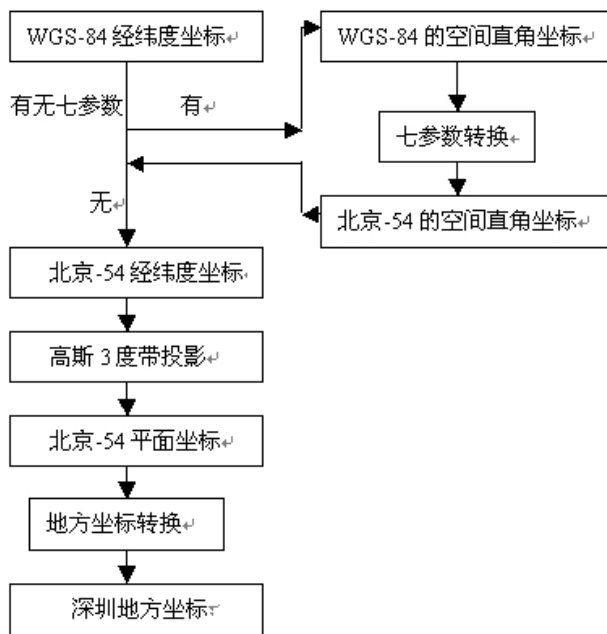 WGS-84 经纬度坐标
WGS-84 的空间直角坐标
有无七参数
有
七参数转换
无
北京-54 的空间直角坐标
北京-54 经纬度坐标
高斯 3 度带投影
北京-54 平面坐标
地方坐标转换
深圳地方坐标